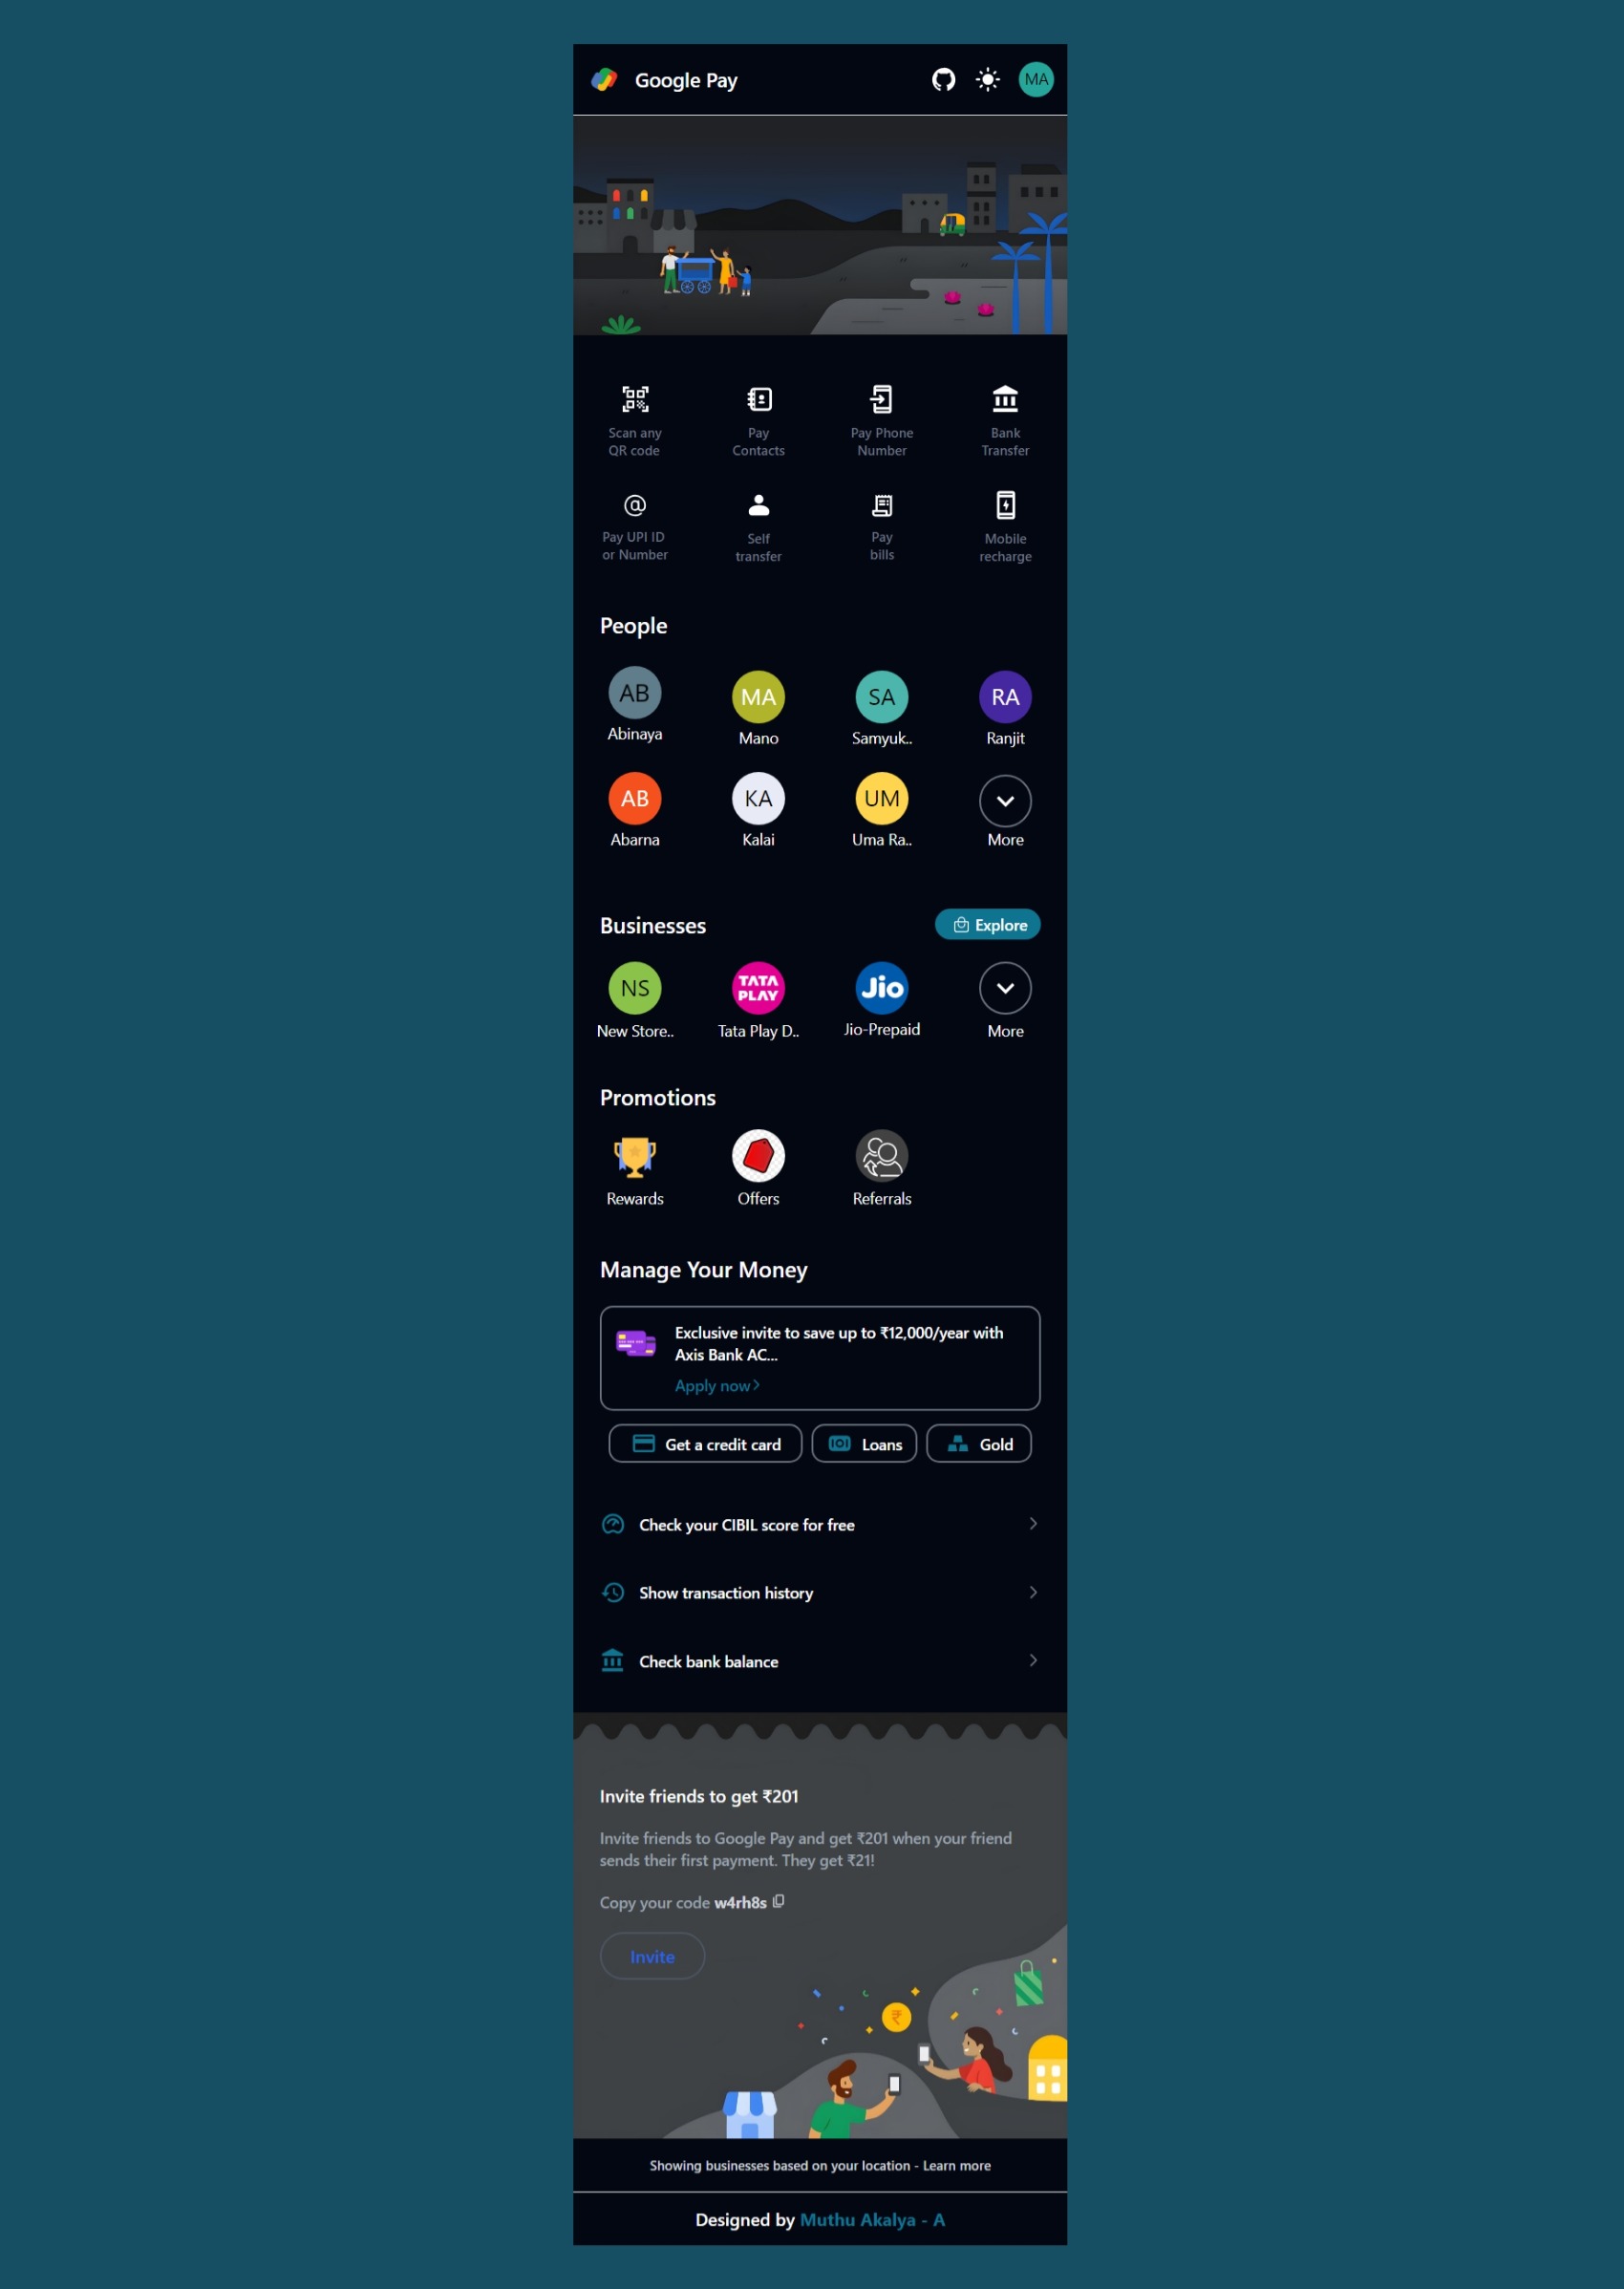 Google Pay
MA
Scan any
QR code
Pay
Contacts
Pay Phone
Number
Bank
Transfer
Pay UPI ID
or Number
Self
transfer
Pay
bills
Mobile
recharge
People
AB
MA
SA
RA
Abinaya
Mano
Samyuk..
Ranjit
AB
KA
UM
Abarna
Kalai
Uma Ra..
More
Businesses
Explore
NS
TATA
PLAY
Jio
New Store..
Tata Play D..
Jio-Prepaid
More
Promotions
Rewards
Offers
Referrals
Manage Your Money
Exclusive invite to save up to ₹12,000/year with
Axis Bank AC...
Apply now
Get a credit card
Loans
Gold
Check your CIBIL score for free
Show transaction history
Check bank balance
Invite friends to get ₹201
Invite friends to Google Pay and get ₹201 when your friend
sends their first payment. They get ₹21!
Copy your code w4rh8s
Invite
₹
Showing businesses based on your location - Learn more
Designed by Muthu Akalya - A